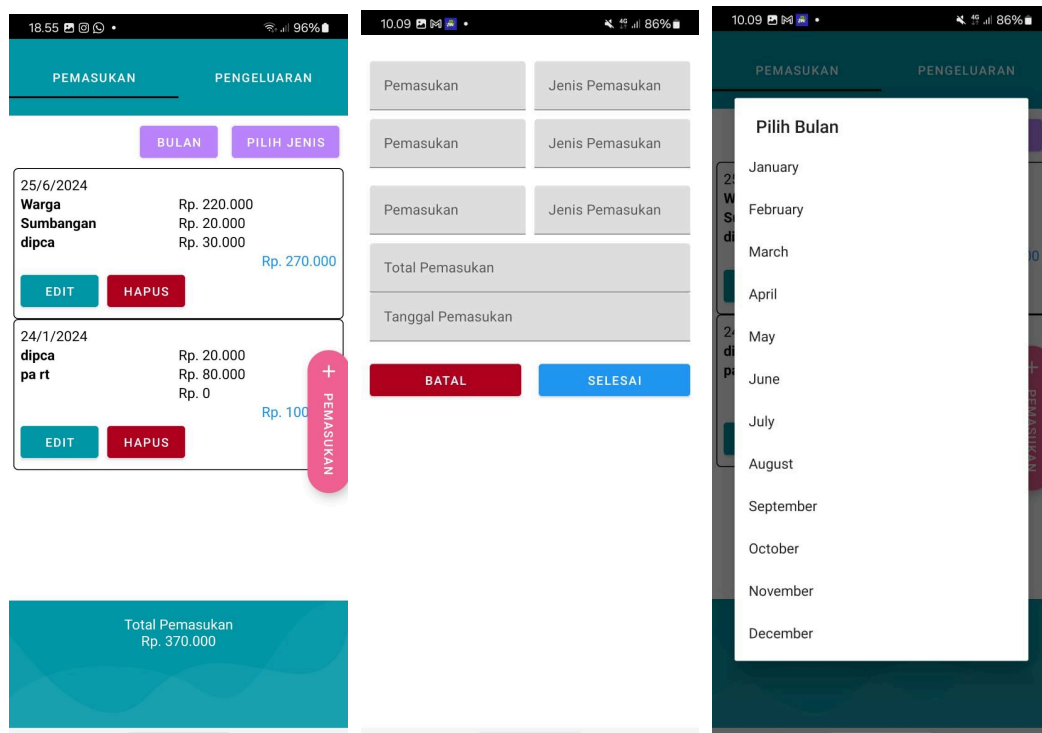 18.55 96%
PEMASUKAN PENGELUARAN
BULAN PILIH JENIS
25/6/2024
Warga Rp. 220.000
Sumbangan Rp. 20.000
dipca Rp. 30.000
Rp. 270.000
EDIT HAPUS
24/1/2024
dipca Rp. 20.000
pa rt Rp. 80.000
Rp. 0
Rp. 100
EDIT HAPUS
+ PEMASUKAN
Total Pemasukan
Rp. 370.000
10.09 4G 86%
Pemasukan Jenis Pemasukan
Pemasukan Jenis Pemasukan
Pemasukan Jenis Pemasukan
Total Pemasukan
Tanggal Pemasukan
BATAL SELESAI
10.09 4G 86%
PEMASUKAN PENGELUARAN
Pilih Bulan
January
February
March
April
May
June
July
August
September
October
November
December
PEMASUKAN